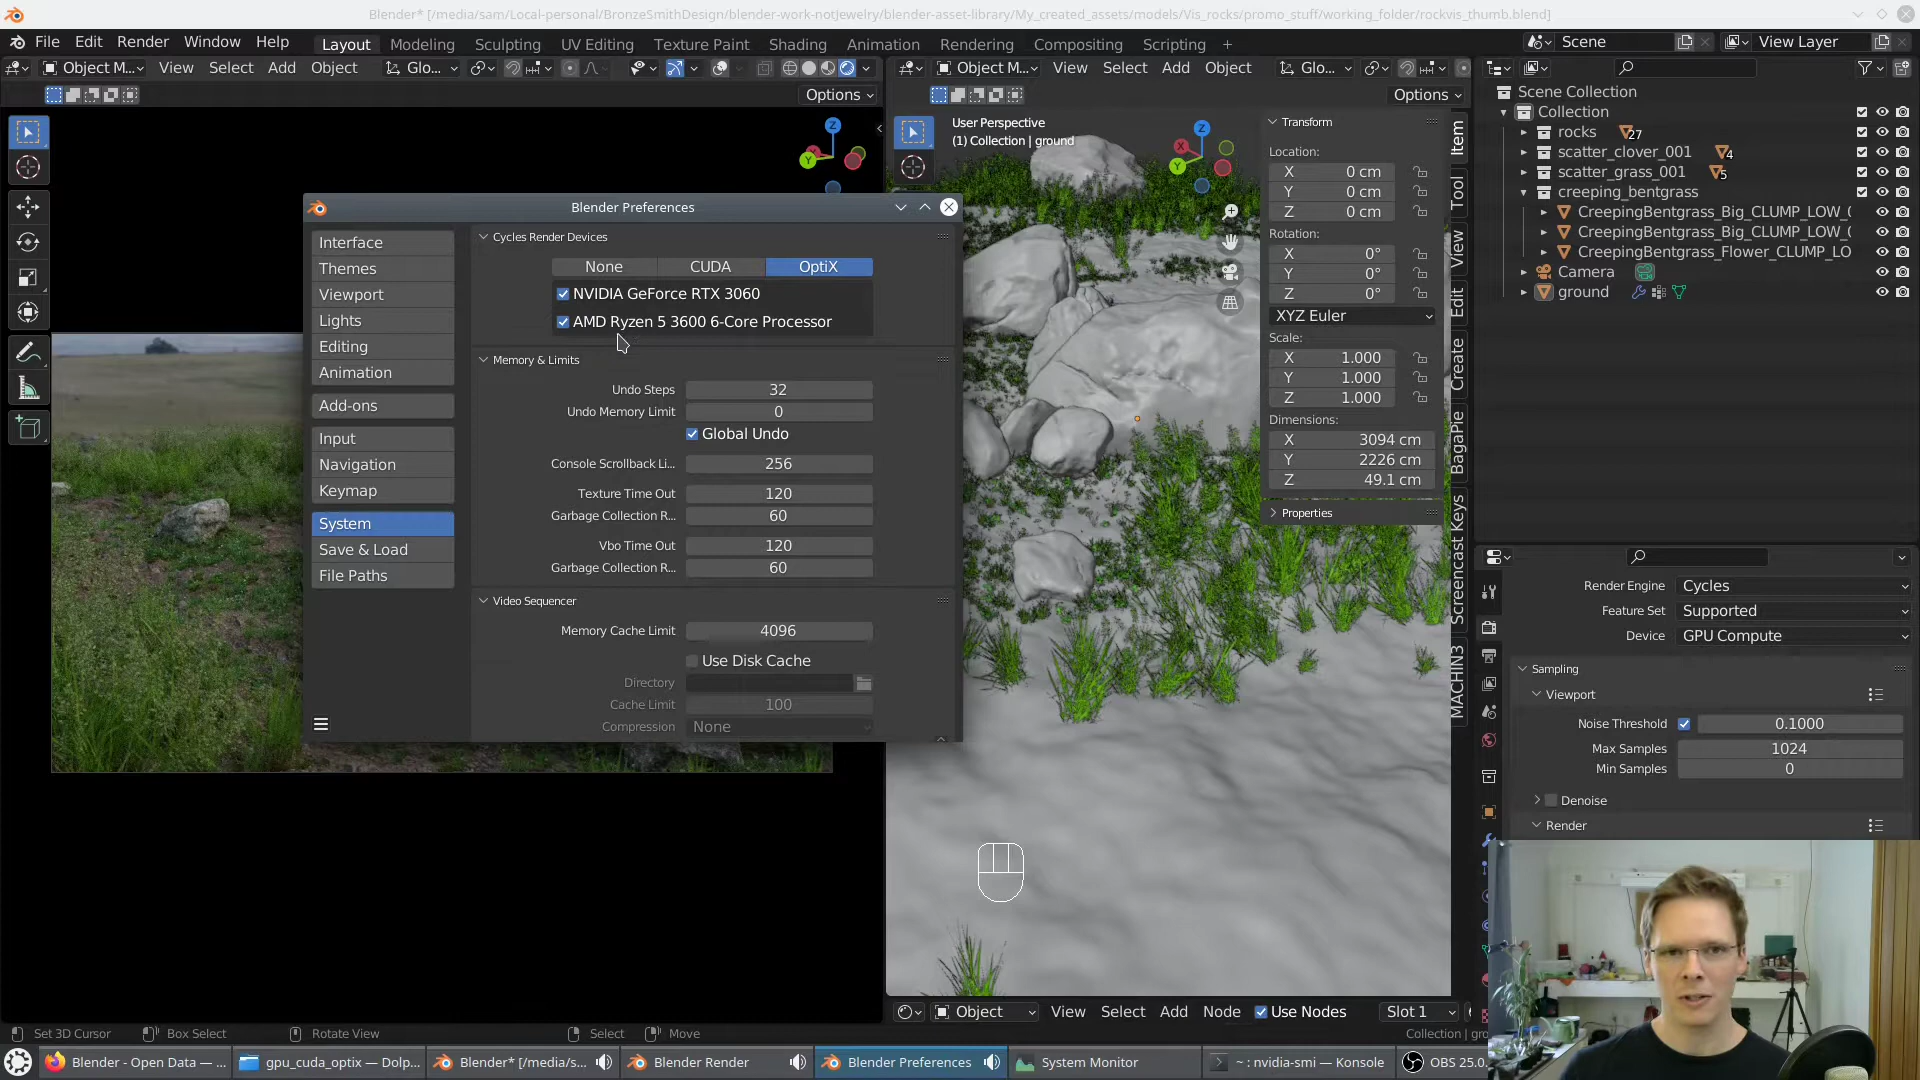 Blender* [/media/sam/Local-personal/BronzeSmithDesign/blender-work-notjewelry/blender-asset-library/My_created_assets/models/Vis_rocks/promo_stuff/working_folder/rockvis_thumb.blend]
File Edit Render Window Help Layout Modeling Sculpting UV Editing Texture Paint Shading Animation Rendering Compositing Scripting + Scene View Layer
Object M... View Select Add Object Glo... Object M... View Select Add Object Glo...
Options Options
User Perspective
(1) Collection | ground
Z
Y
X
Z
Y
X
Item
Tool
View
Edit
Create
BagaPie
Screencast Keys
MACHIN3
Transform
Location:
X 0 cm
Y 0 cm
Z 0 cm
Rotation:
X 0°
Y 0°
Z 0°
XYZ Euler
Scale:
X 1.000
Y 1.000
Z 1.000
Dimensions:
X 3094 cm
Y 2226 cm
Z 49.1 cm
Properties
Scene Collection
Collection
rocks 27
scatter_clover_001 4
scatter_grass_001 5
creeping_bentgrass
CreepingBentgrass_Big_CLUMP_LOW_(
CreepingBentgrass_Big_CLUMP_LOW_(
CreepingBentgrass_Flower_CLUMP_LO
Camera
ground
Blender Preferences
Interface
Themes
Viewport
Lights
Editing
Animation
Add-ons
Input
Navigation
Keymap
System
Save & Load
File Paths
Cycles Render Devices
None CUDA OptiX
NVIDIA GeForce RTX 3060
AMD Ryzen 5 3600 6-Core Processor
Memory & Limits
Undo Steps 32
Undo Memory Limit 0
Global Undo
Console Scrollback Li... 256
Texture Time Out 120
Garbage Collection R... 60
Vbo Time Out 120
Garbage Collection R... 60
Video Sequencer
Memory Cache Limit 4096
Use Disk Cache
Directory
Cache Limit 100
Compression None
Render Engine Cycles
Feature Set Supported
Device GPU Compute
Sampling
Viewport
Noise Threshold 0.1000
Max Samples 1024
Min Samples 0
Denoise
Render
Object View Select Add Node Use Nodes Slot 1
Set 3D Cursor Box Select Rotate View Select Move Collection | gro
Blender - Open Data — ... gpu_cuda_optix — Dolp... Blender* [/media/s... Blender Render Blender Preferences System Monitor ~ : nvidia-smi — Konsole OBS 25.0.